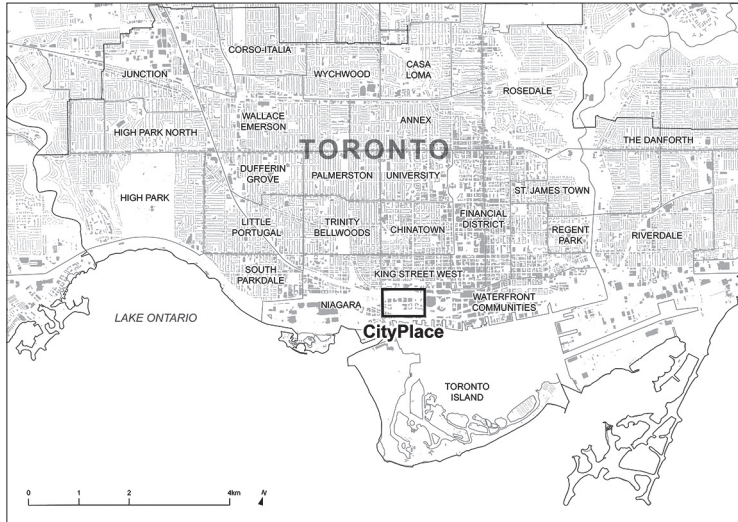 CORSO-ITALIA
JUNCTION
WYCHWOOD
CASA
LOMA
ROSEDALE
WALLACE
EMERSON
ANNEX
HIGH PARK NORTH
THE DANFORTH
TORONTO
DUFFERIN
GROVE
PALMERSTON
UNIVERSITY
ST. JAMES TOWN
HIGH PARK
LITTLE
PORTUGAL
TRINITY
BELLWOODS
CHINATOWN
FINANCIAL
DISTRICT
REGENT
PARK
RIVERDALE
SOUTH
PARKDALE
KING STREET WEST
NIAGARA
WATERFRONT
COMMUNITIES
LAKE ONTARIO
CityPlace
TORONTO
ISLAND
0 1 2 4km N